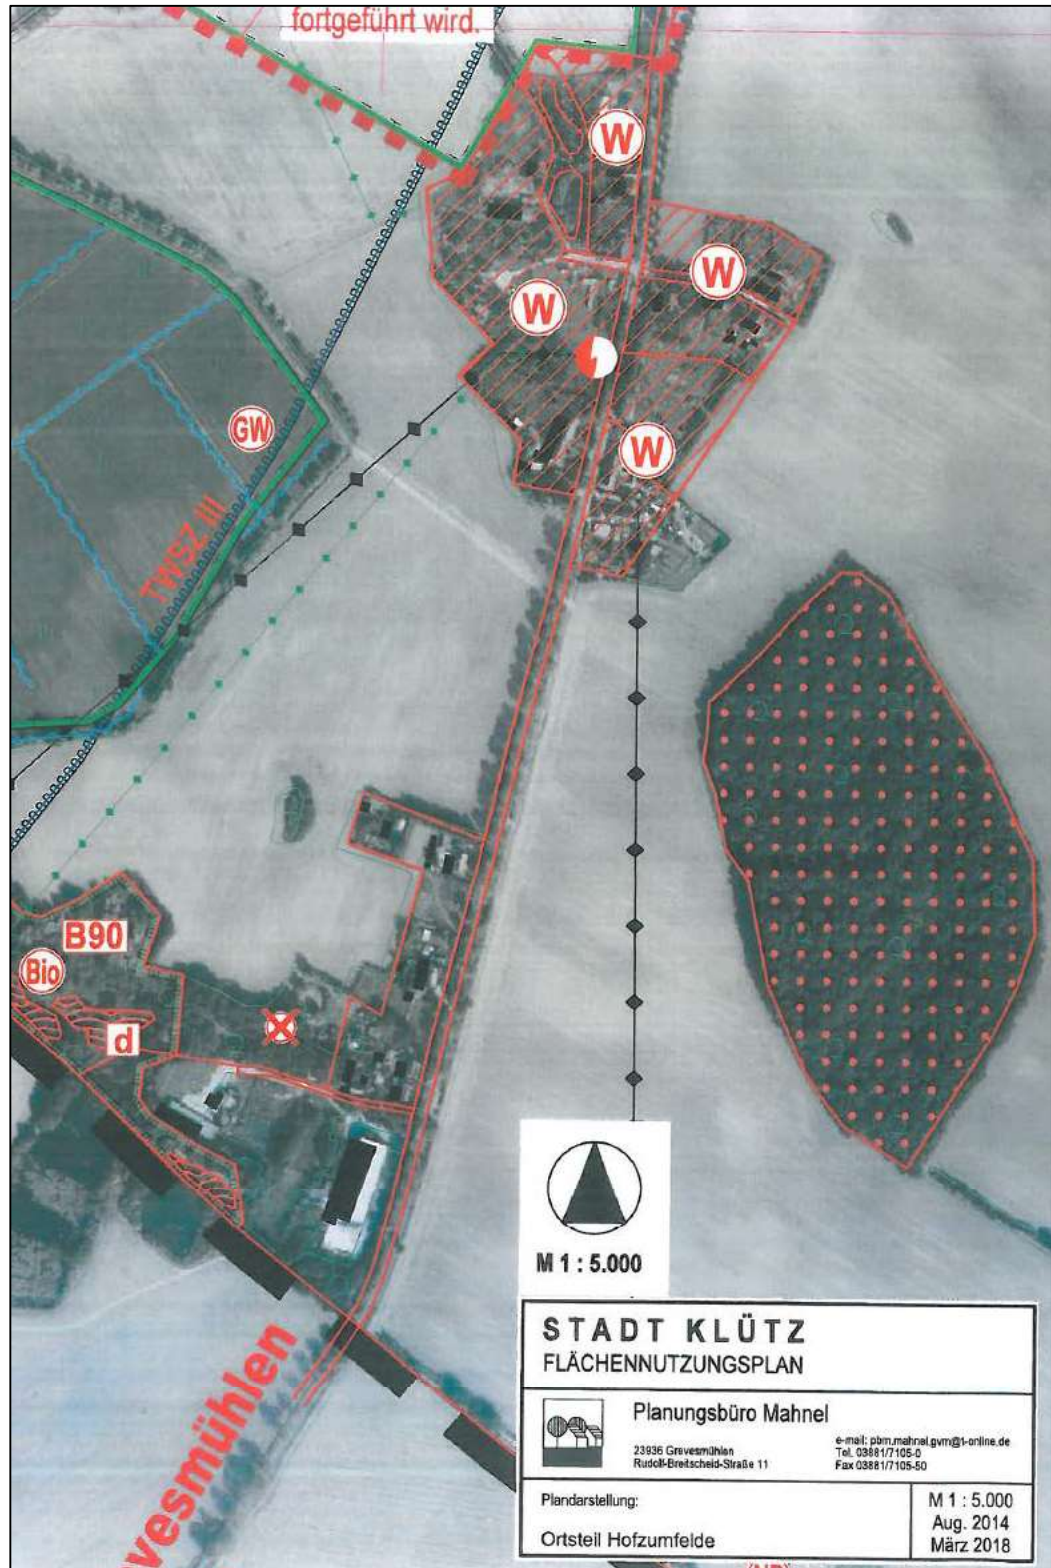 fortgeführt wird.
W
W
W
W
GW
TWSZ III
B90
Bio
d
M 1 : 5.000
vesmühlen
STADT KLÜTZ
FLÄCHENNUTZUNGSPLAN
Planungsbüro Mahnel
23936 Grevesmühlen
Rudolf-Breitscheid-Straße 11
e-mail: pbm.mahnel.gvm@t-online.de
Tel. 03881/7105-0
Fax 03881/7105-50
Plandarstellung:
Ortsteil Hofzumfelde
M 1 : 5.000
Aug. 2014
März 2018